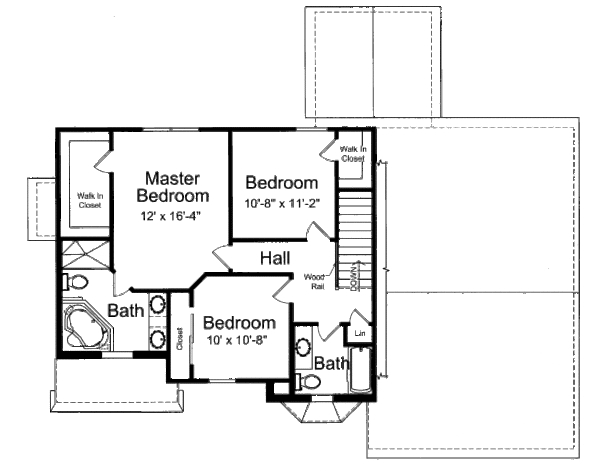 Walk In
Closet
Master
Bedroom
12' x 16'-4"
Walk In
Closet
Bedroom
10'-8" x 11'-2"
Hall
Wood
Rail
DOWN
Bath
Closet
Bedroom
10' x 10'-8"
Lin
Bath